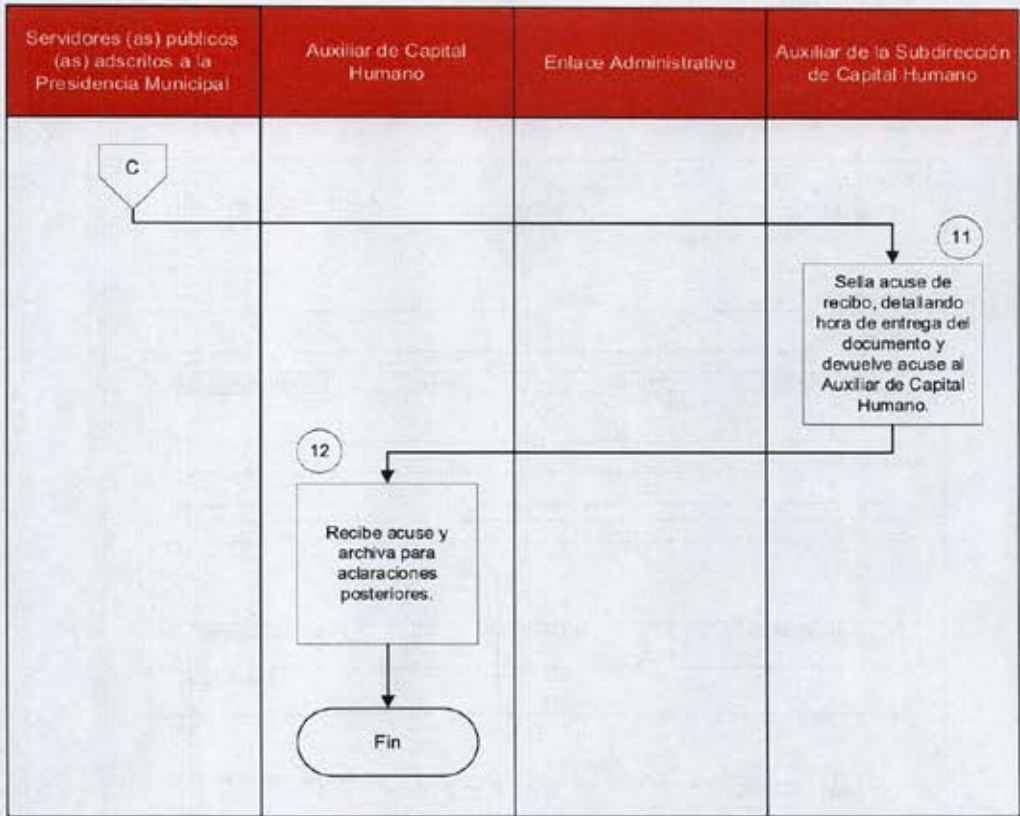 Servidores (as) públicos
(as) adscritos a la
Presidencia Municipal
Auxiliar de Capital
Humano
Enlace Administrativo
Auxiliar de la Subdirección
de Capital Humano
C
11
Sella acuse de
recibo, detallando
hora de entrega del
documento y
devuelve acuse al
Auxiliar de Capital
Humano.
12
Recibe acuse y
archiva para
aclaraciones
posteriores.
Fin